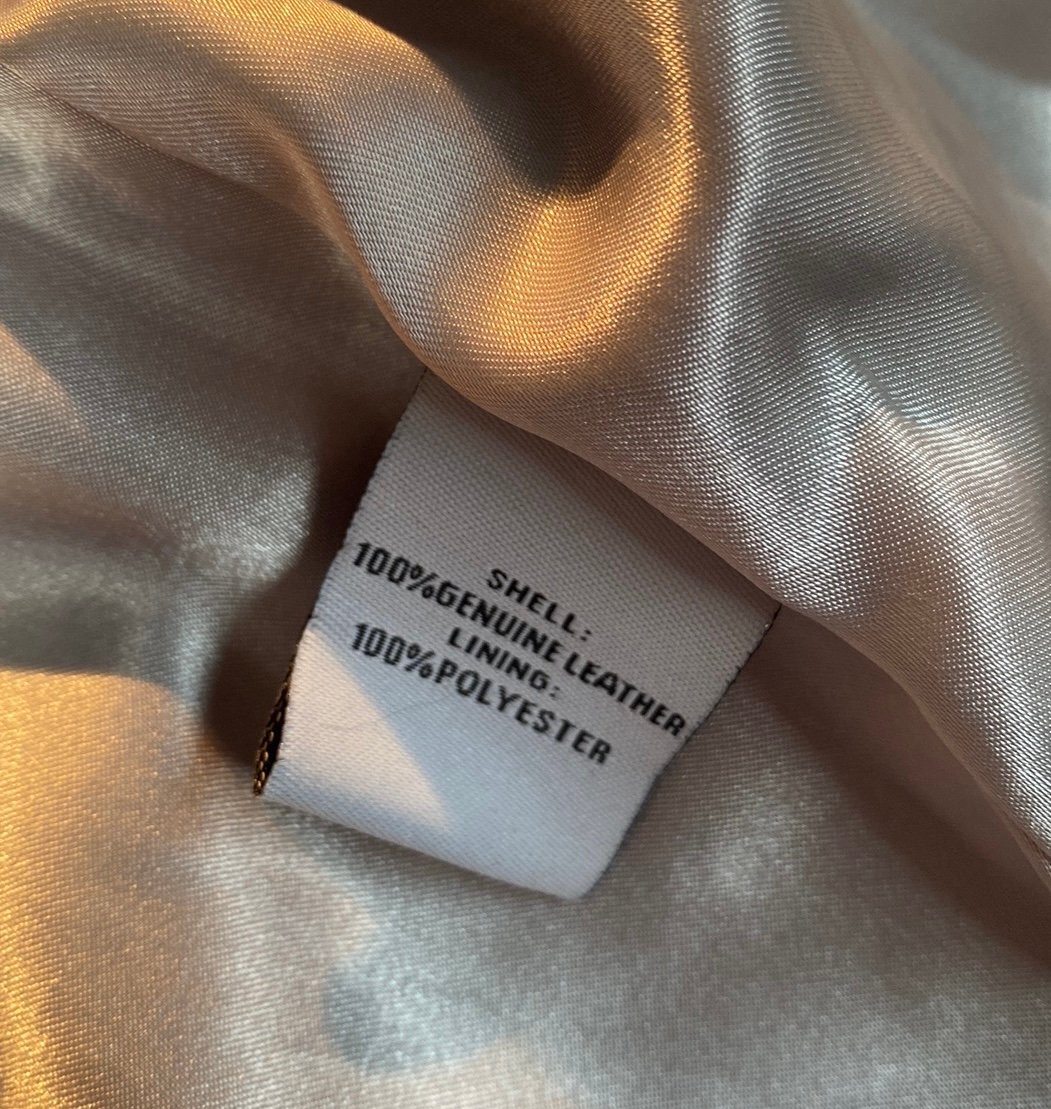 SHELL:
100%GENUINE LEATHER
LINING:
100%POLYESTER